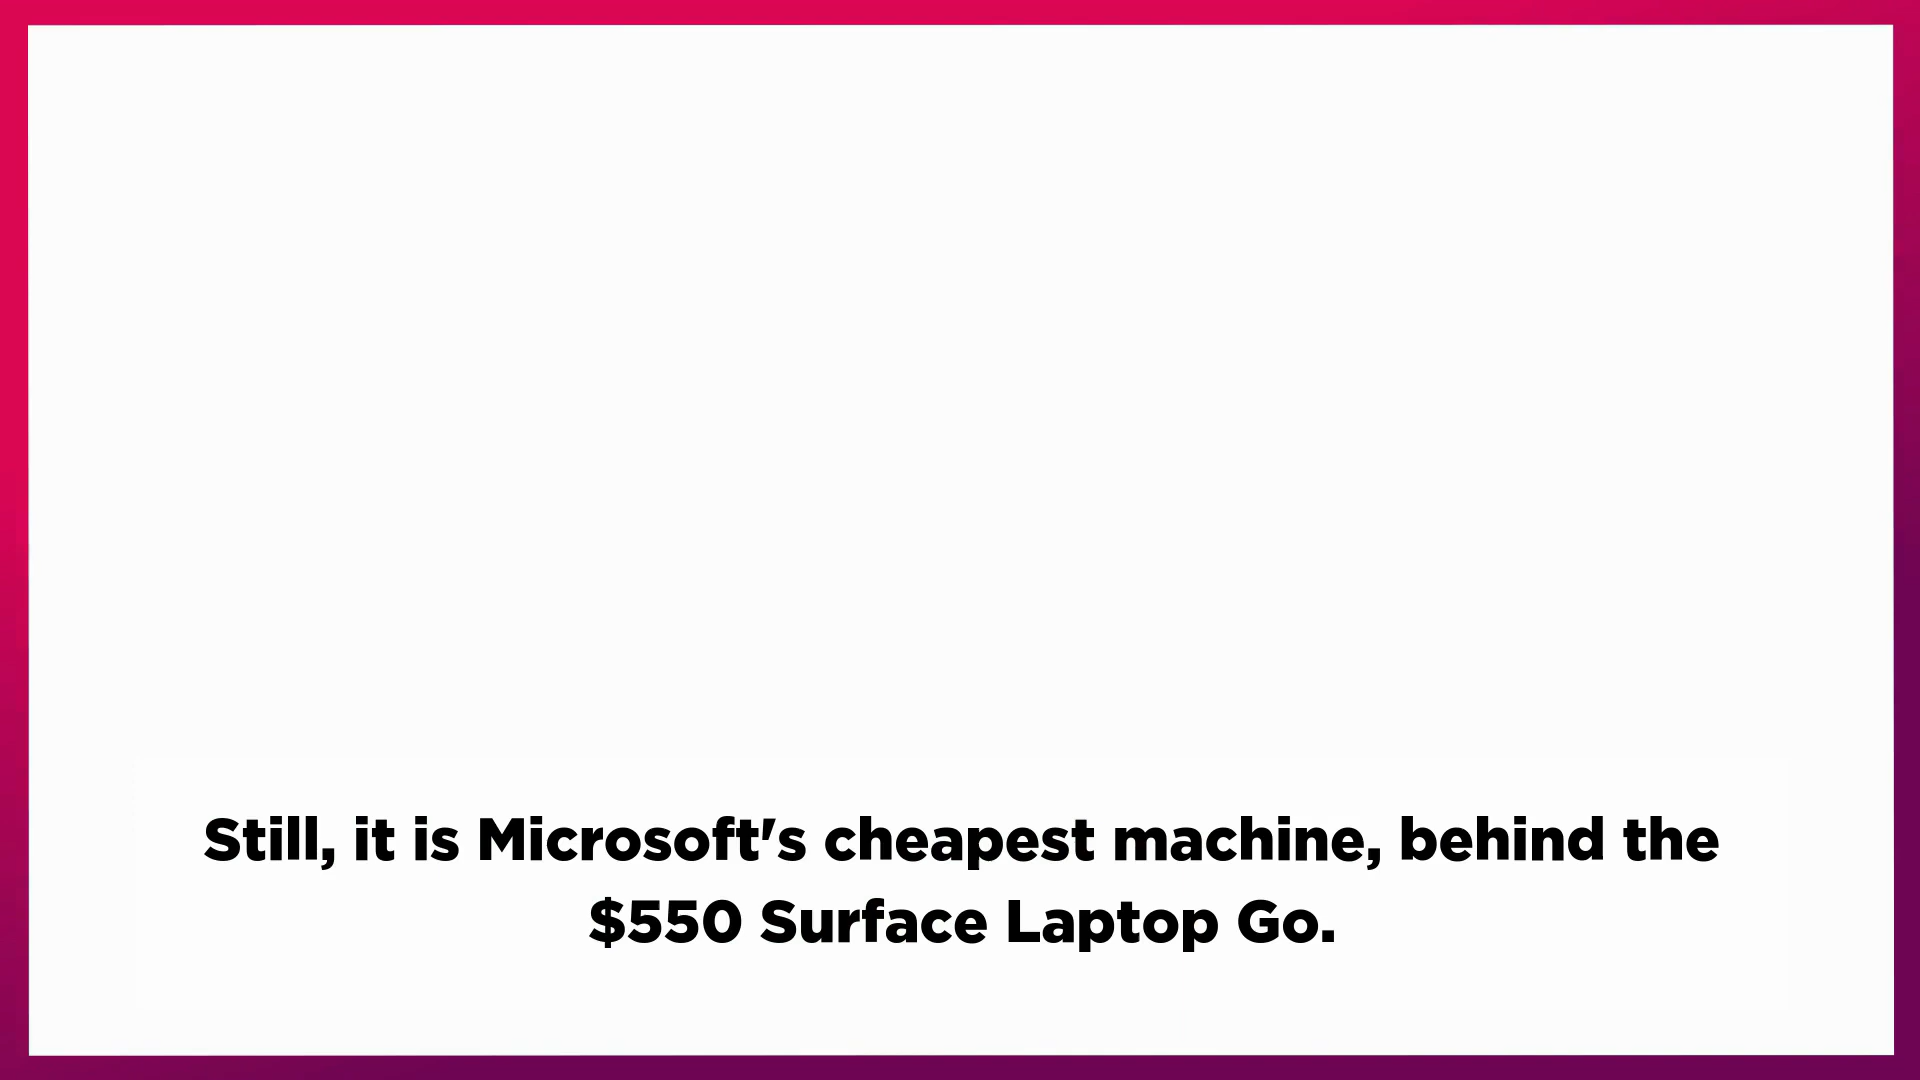 Still, it is Microsoft's cheapest machine, behind the
$550 Surface Laptop Go.